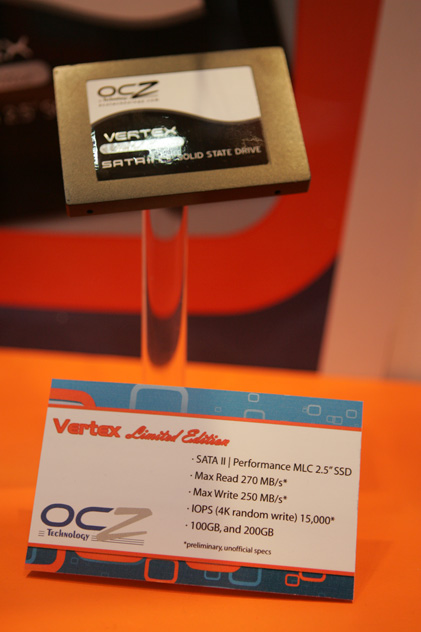 OCZ
Technology
VERTEX
SATA II SOLID STATE DRIVE
Vertex Limited Edition
· SATA II | Performance MLC 2.5" SSD
· Max Read 270 MB/s*
· Max Write 250 MB/s*
· IOPS (4K random write) 15,000*
· 100GB, and 200GB
*preliminary, unofficial specs
OCZ
Technology